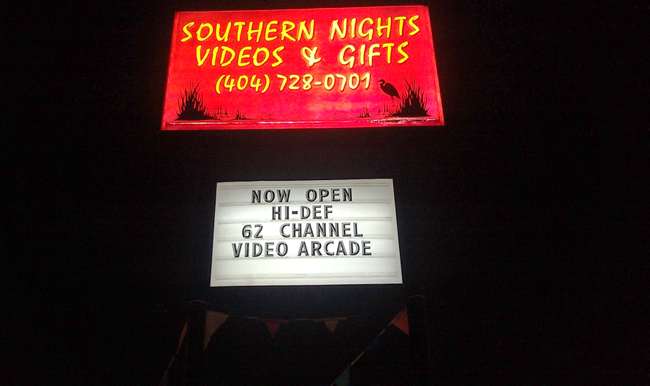 SOUTHERN NIGHTS
VIDEOS & GIFTS
(404) 728-0701
NOW OPEN
HI-DEF
62 CHANNEL
VIDEO ARCADE